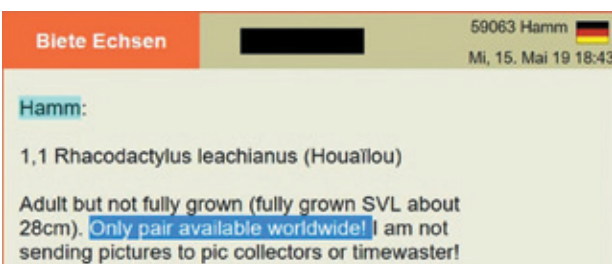 Biete Echsen
59063 Hamm
Mi, 15. Mai 19 18:43
Hamm:
1,1 Rhacodactylus leachianus (Houaïlou)
Adult but not fully grown (fully grown SVL about
28cm). Only pair available worldwide! I am not
sending pictures to pic collectors or timewaster!